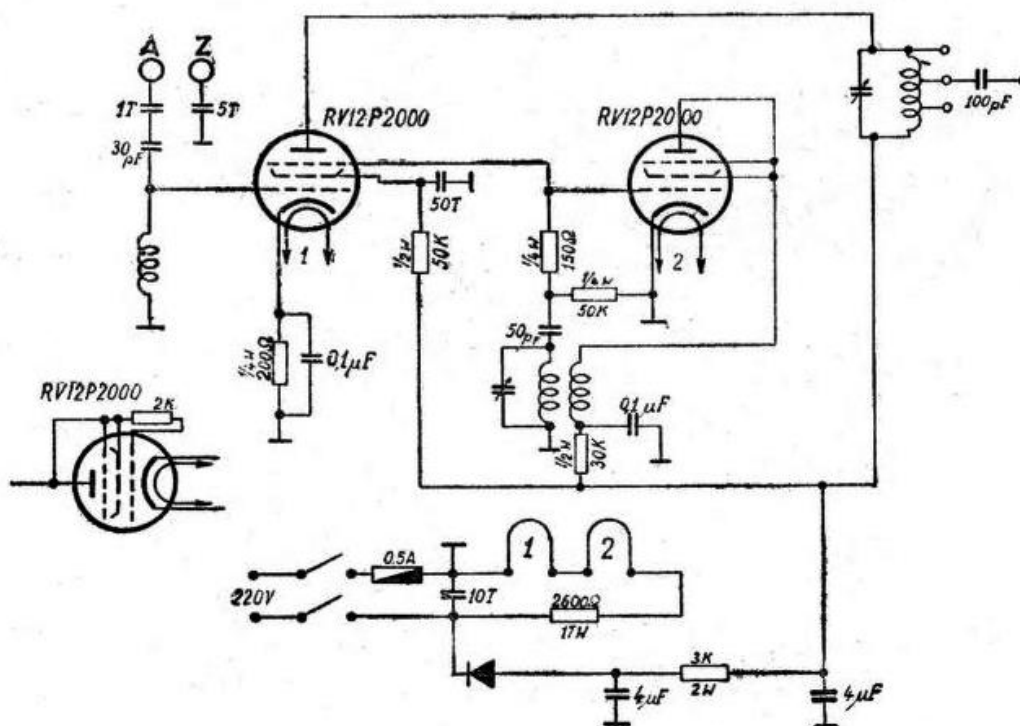 A
Z
1T
5T
30
pF
RV12P2000
RV12P2000
100pF
50T
1
2
1/2W
50K
1/4W
150Ω
1/4W
50K
50pF
1/4W
200Ω
0,1μF
0,1μF
1/2W
30K
RV12P2000
2K
220V
0.5A
10T
1
2
2600Ω
17W
3K
2W
4μF
4μF